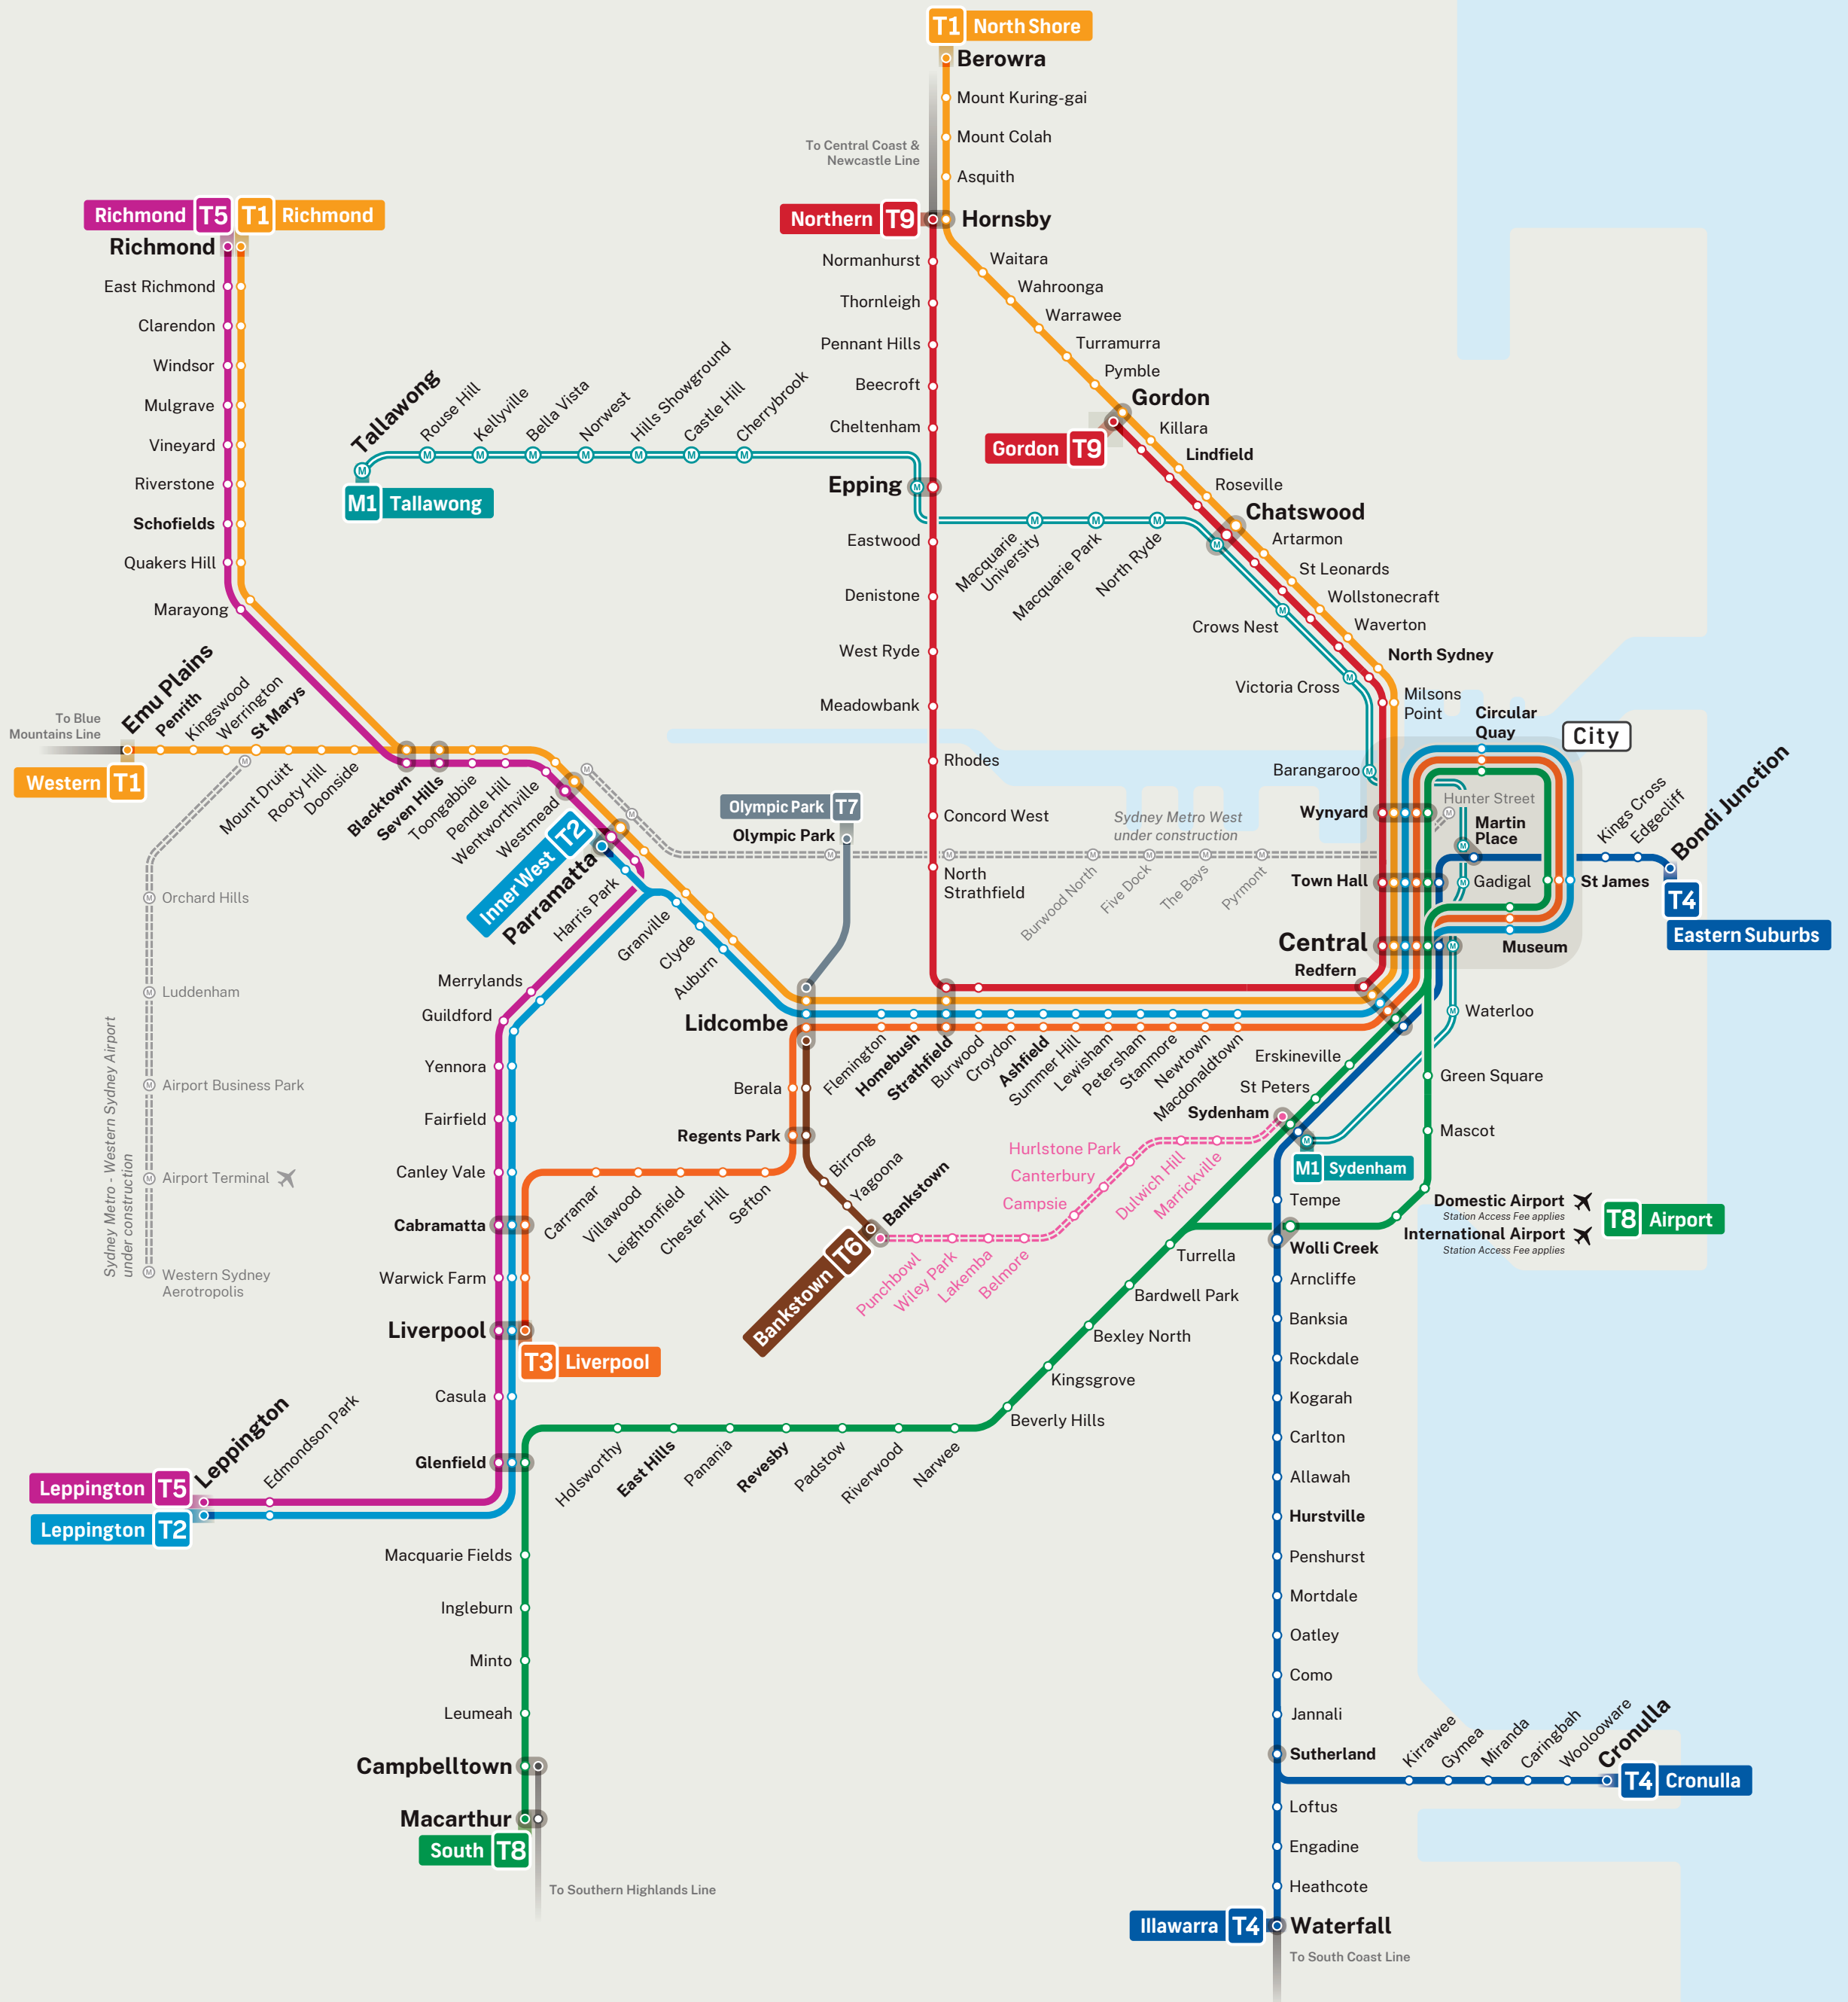 T1 North Shore
Berowra
Mount Kuring-gai
Mount Colah
To Central Coast &
Newcastle Line
Asquith
Northern T9
Hornsby
Richmond T5
T1 Richmond
Richmond
East Richmond
Clarendon
Windsor
Mulgrave
Vineyard
Riverstone
Schofields
Quakers Hill
Marayong
Normanhurst
Thornleigh
Pennant Hills
Beecroft
Cheltenham
Epping
Eastwood
Denistone
West Ryde
Meadowbank
Rhodes
Concord West
North
Strathfield
Waitara
Wahroonga
Warrawee
Turramurra
Pymble
Gordon
Gordon T9
Killara
Lindfield
Roseville
Chatswood
Artarmon
St Leonards
Wollstonecraft
Waverton
North Sydney
Milsons
Point
Tallawong
M1 Tallawong
Rouse Hill
Kellyville
Bella Vista
Norwest
Hills Showground
Castle Hill
Cherrybrook
Macquarie
University
Macquarie Park
North Ryde
Crows Nest
Victoria Cross
Barangaroo
To Blue
Mountains Line
Western T1
Emu Plains
Penrith
Kingswood
Werrington
St Marys
Mount Druitt
Rooty Hill
Doonside
Blacktown
Seven Hills
Toongabbie
Pendle Hill
Wentworthville
Westmead
Inner West T2
Parramatta
Harris Park
Granville
Clyde
Auburn
Olympic Park T7
Olympic Park
Sydney Metro West
under construction
Burwood North
Five Dock
The Bays
Pyrmont
City
Circular
Quay
Wynyard
Hunter Street
Martin
Place
Town Hall
Gadigal
St James
Central
Museum
Redfern
Kings Cross
Edgecliff
Bondi Junction
T4
Eastern Suburbs
Orchard Hills
Luddenham
Airport Business Park
Airport Terminal
Western Sydney
Aerotropolis
Sydney Metro - Western Sydney Airport
under construction
Merrylands
Guildford
Yennora
Fairfield
Canley Vale
Cabramatta
Warwick Farm
Liverpool
T3 Liverpool
Casula
Glenfield
Lidcombe
Flemington
Homebush
Strathfield
Burwood
Croydon
Ashfield
Summer Hill
Lewisham
Petersham
Stanmore
Newtown
Macdonaldtown
Berala
Regents Park
Birrong
Yagoona
Bankstown
Bankstown T6
Carramar
Villawood
Leightonfield
Chester Hill
Sefton
Punchbowl
Wiley Park
Lakemba
Belmore
Campsie
Canterbury
Hurlstone Park
Dulwich Hill
Marrickville
Erskineville
St Peters
Sydenham
M1 Sydenham
Waterloo
Green Square
Mascot
Domestic Airport
Station Access Fee applies
International Airport
Station Access Fee applies
T8 Airport
Tempe
Wolli Creek
Turrella
Bardwell Park
Bexley North
Kingsgrove
Beverly Hills
Narwee
Riverwood
Padstow
Revesby
Panania
East Hills
Holsworthy
Leppington T5
Leppington T2
Leppington
Edmondson Park
Macquarie Fields
Ingleburn
Minto
Leumeah
Campbelltown
Macarthur
South T8
To Southern Highlands Line
Arncliffe
Banksia
Rockdale
Kogarah
Carlton
Allawah
Hurstville
Penshurst
Mortdale
Oatley
Como
Jannali
Sutherland
Kirrawee
Gymea
Miranda
Caringbah
Woolooware
Cronulla
T4 Cronulla
Loftus
Engadine
Heathcote
Illawarra T4
Waterfall
To South Coast Line